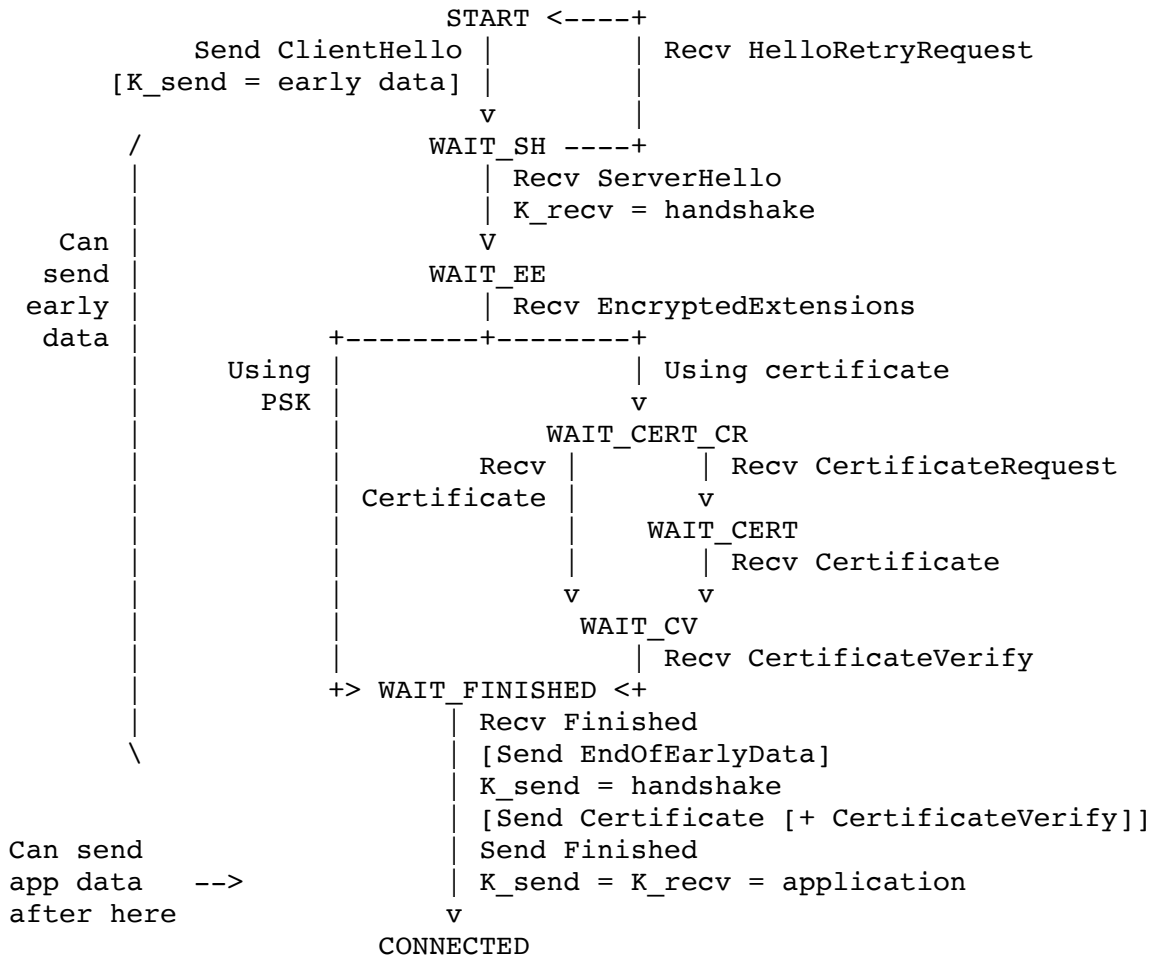 START <----+
Send ClientHello | | Recv HelloRetryRequest
[K_send = early data] | |
v |
/ WAIT_SH ----+
| | Recv ServerHello
| | K_recv = handshake
Can | V
send | WAIT_EE
early | | Recv EncryptedExtensions
data | +--------+--------+
| Using | | Using certificate
| PSK | v
| | WAIT_CERT_CR
| | Recv | | Recv CertificateRequest
| | Certificate | v
| | | WAIT_CERT
| | | | Recv Certificate
| | v v
| | WAIT_CV
| | | Recv CertificateVerify
| +> WAIT_FINISHED <+
| | Recv Finished
\ | [Send EndOfEarlyData]
| K_send = handshake
| [Send Certificate [+ CertificateVerify]]
Can send | Send Finished
app data --> | K_send = K_recv = application
after here v
CONNECTED